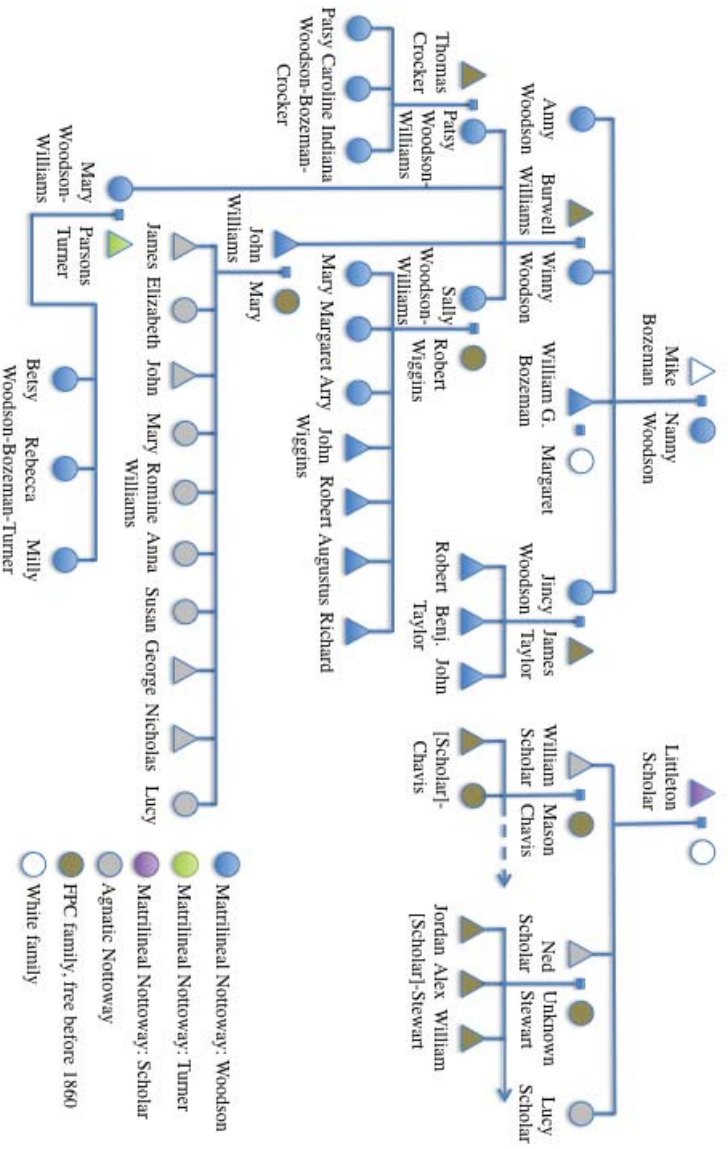 Mike
Bozeman
Nanny
Woodson
Littleton
Scholar
Anny
Woodson
Burwell
Williams
Winny
Woodson
William G.
Bozeman
Margaret
Jincy
Woodson
James
Taylor
William
Scholar
Mason
Chavis
Ned
Scholar
Unknown
Stewart
Lucy
Scholar
Thomas
Crocker
Patsy
Woodson-
Williams
Sally
Woodson-
Williams
Robert
Wiggins
Robert Benj. John
Taylor
[Scholar]-
Chavis
Jordan Alex William
[Scholar]-Stewart
Patsy Caroline Indiana
Woodson-Bozeman-
Crocker
Mary Margaret Arry John Robert Augustus Richard
Wiggins
John
Williams
Mary
James Elizabeth John Mary Romine Anna Susan George Nicholas Lucy
Williams
Mary
Woodson-
Williams
Parsons
Turner
Betsy Rebecca Milly
Woodson-Bozeman-Turner
Matrilineal Nottoway: Woodson
Matrilineal Nottoway: Turner
Matrilineal Nottoway: Scholar
Agnatic Nottoway
FPC family, free before 1860
White family